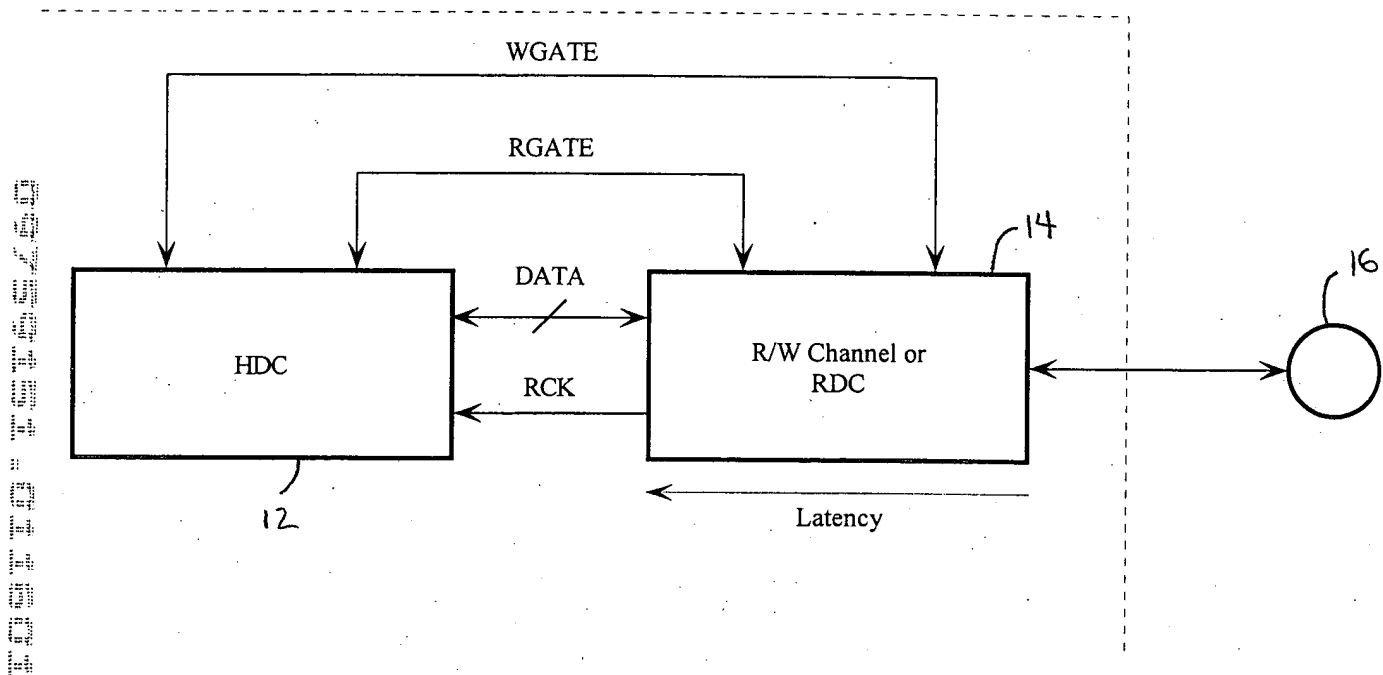 WGATE
RGATE
14
16
DATA
HDC
R/W Channel or
RDC
RCK
12
Latency